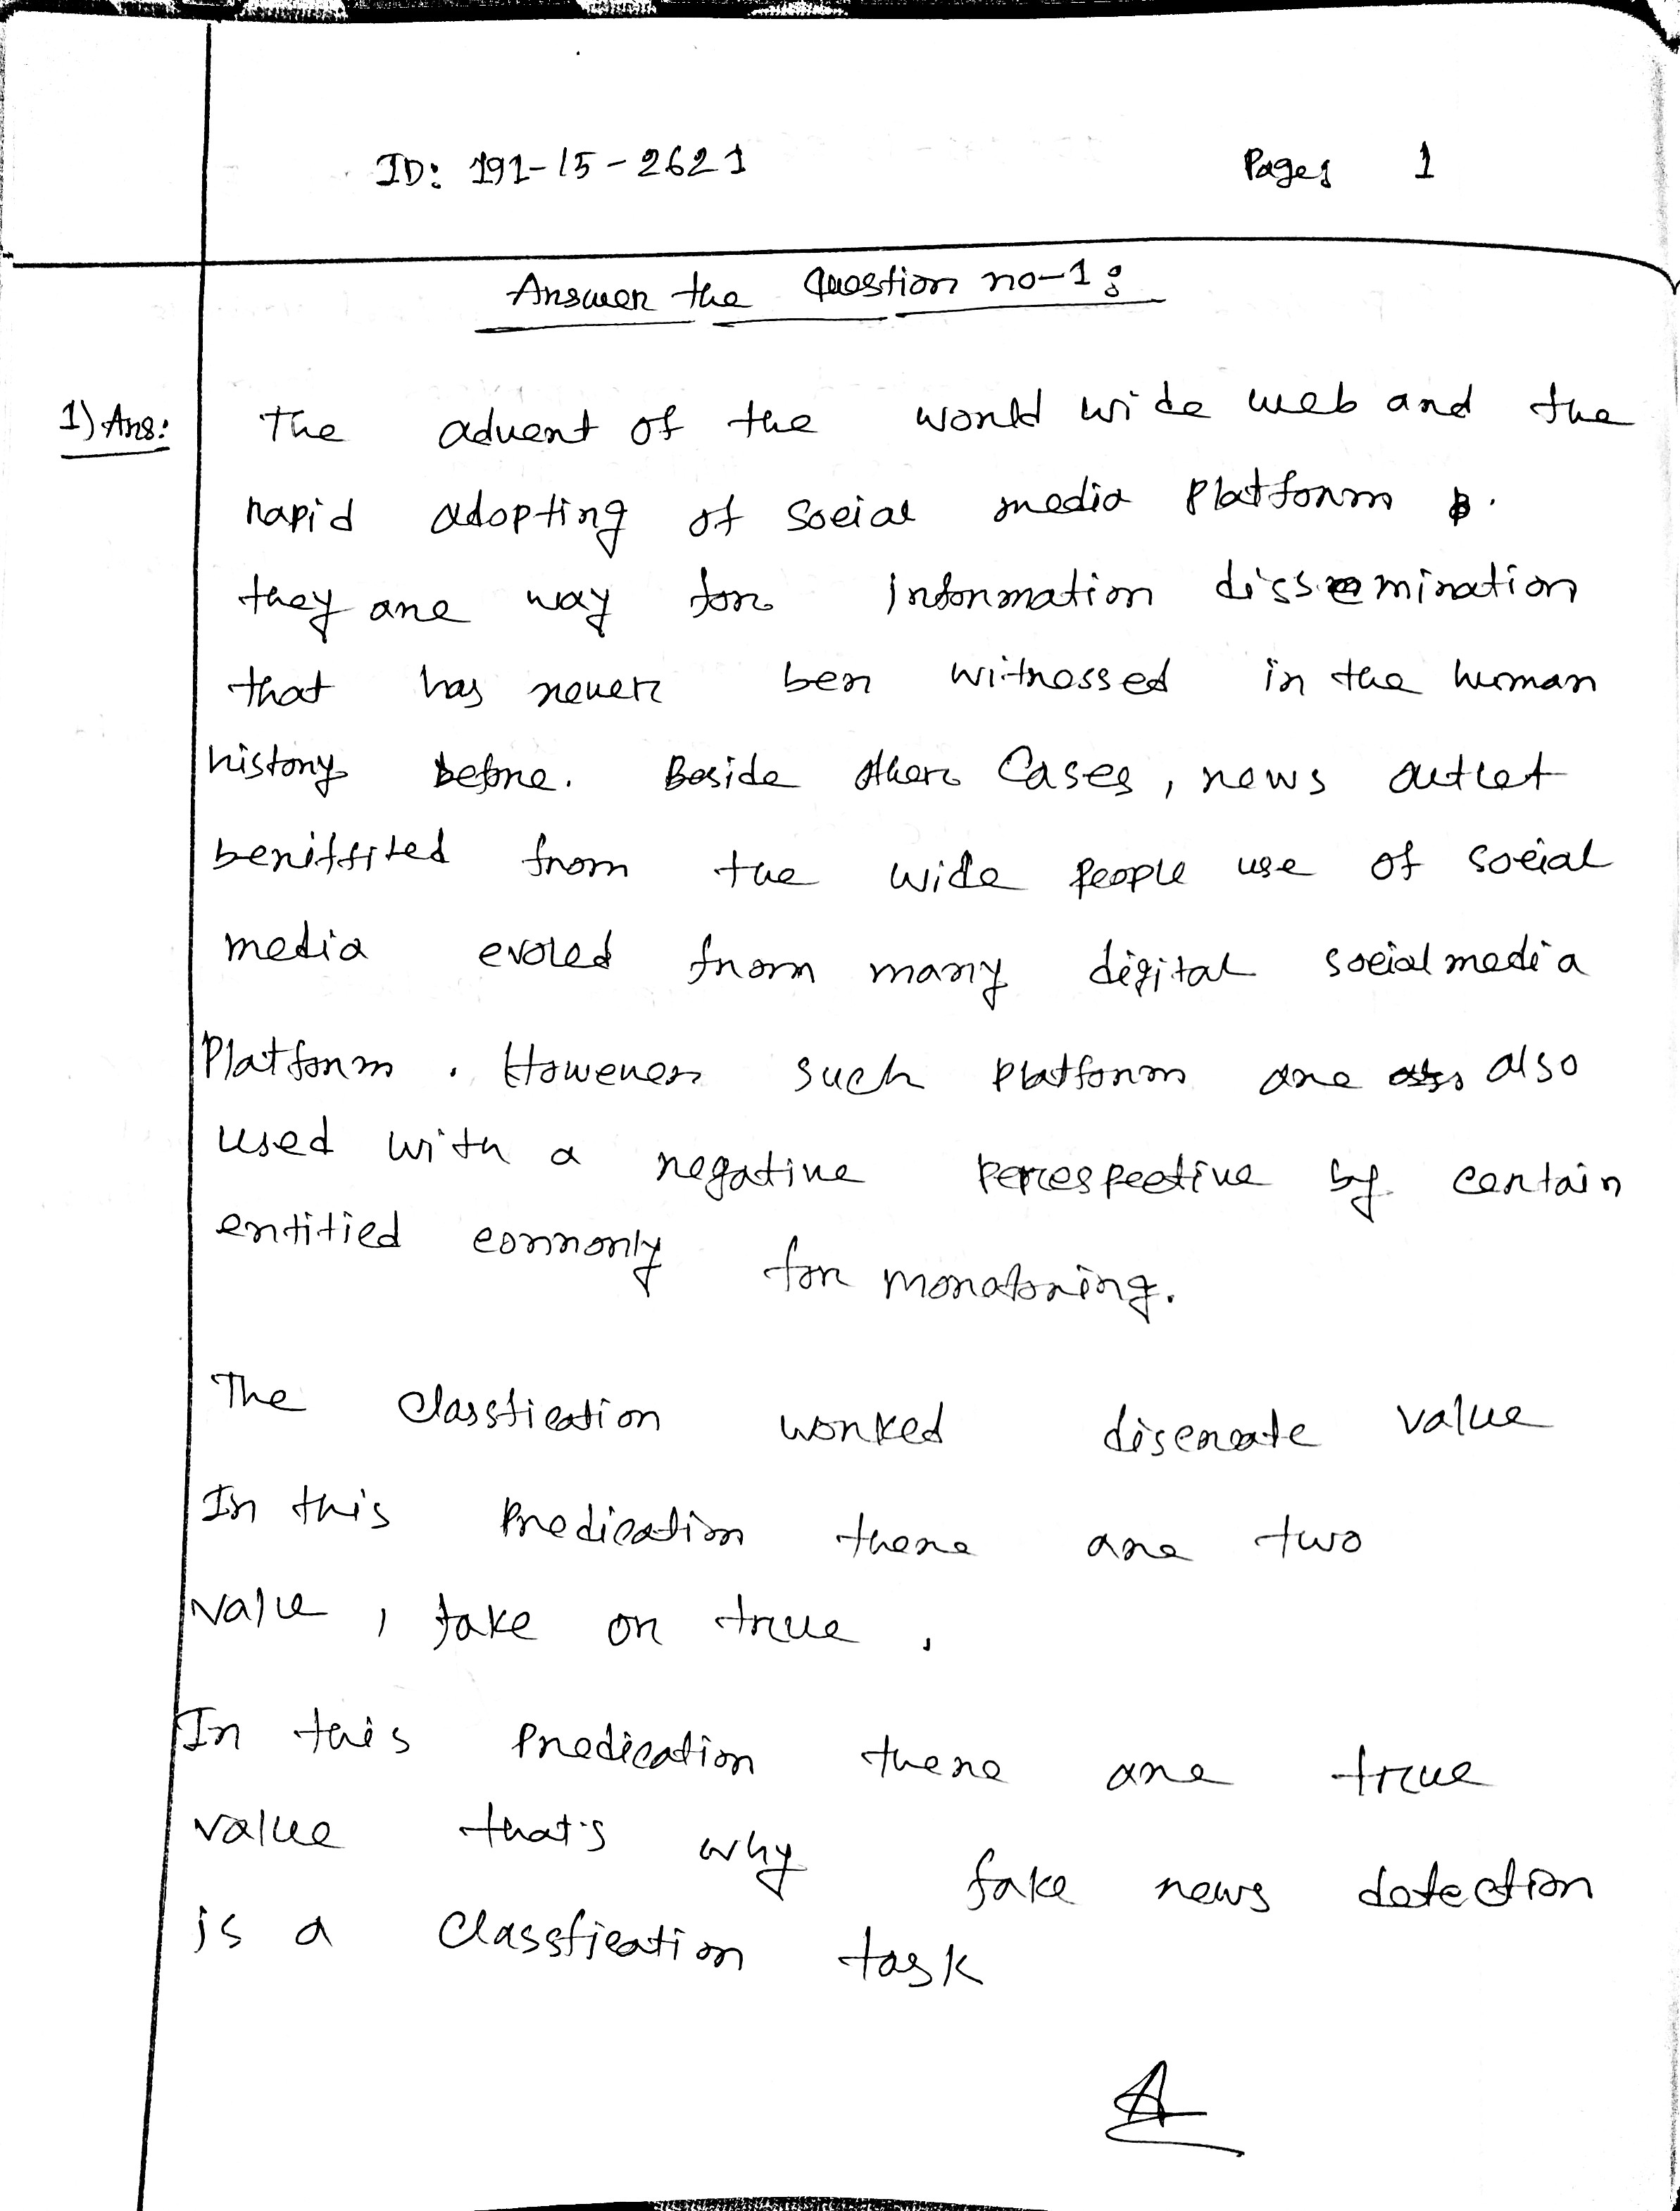 ID: 191-15-2621
Pages 1
Answer the Question no-1:
1) Ans: The advent of the world wide web and the
rapid adopting of social media Platform
they are way for information dissemination
that has never ben witnessed in the human
history before. Beside other Cases, news outlet
beniffited from the wide people use of social
media evoled from many digital social media
Platform. However such platform are also
used with a negative perespective by certain
entitied commonly for monatoring.
The Classfication worked discreate value
In this Predication there are two
value, fake or true.
In this Predication there are true
value that's why fake news detection
is a Classfication task